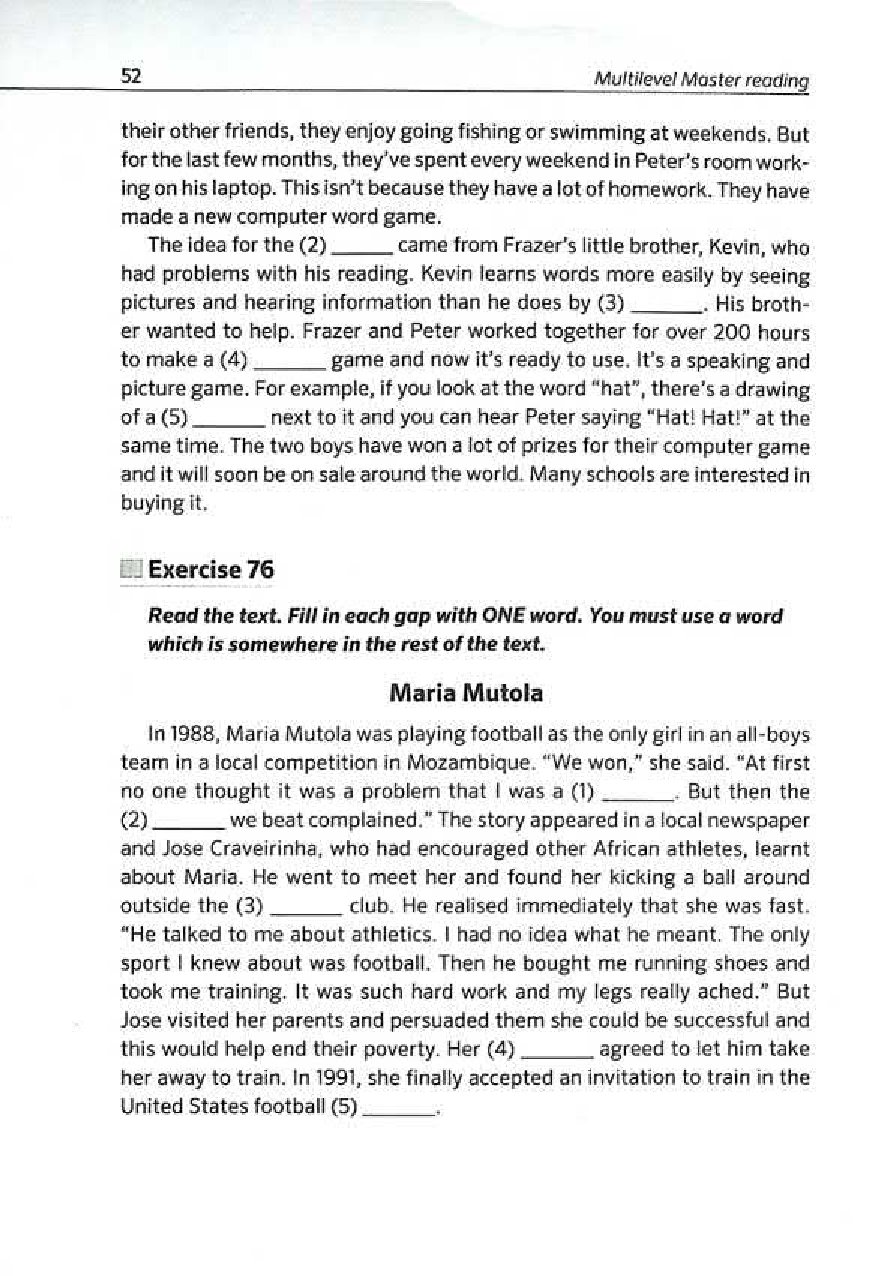 52
Multilevel Master reading
their other friends, they enjoy going fishing or swimming at weekends. But
for the last few months, they've spent every weekend in Peter's room work-
ing on his laptop. This isn't because they have a lot of homework. They have
made a new computer word game.
The idea for the (2) ______ came from Frazer's little brother, Kevin, who
had problems with his reading. Kevin learns words more easily by seeing
pictures and hearing information than he does by (3) _______. His broth-
er wanted to help. Frazer and Peter worked together for over 200 hours
to make a (4) _______ game and now it's ready to use. It's a speaking and
picture game. For example, if you look at the word "hat", there's a drawing
of a (5) _______ next to it and you can hear Peter saying "Hat! Hat!" at the
same time. The two boys have won a lot of prizes for their computer game
and it will soon be on sale around the world. Many schools are interested in
buying it.
Exercise 76
Read the text. Fill in each gap with ONE word. You must use a word
which is somewhere in the rest of the text.
Maria Mutola
In 1988, Maria Mutola was playing football as the only girl in an all-boys
team in a local competition in Mozambique. "We won," she said. "At first
no one thought it was a problem that I was a (1) _______. But then the
(2) _______ we beat complained." The story appeared in a local newspaper
and Jose Craveirinha, who had encouraged other African athletes, learnt
about Maria. He went to meet her and found her kicking a ball around
outside the (3) _______ club. He realised immediately that she was fast.
"He talked to me about athletics. I had no idea what he meant. The only
sport I knew about was football. Then he bought me running shoes and
took me training. It was such hard work and my legs really ached." But
Jose visited her parents and persuaded them she could be successful and
this would help end their poverty. Her (4) _______ agreed to let him take
her away to train. In 1991, she finally accepted an invitation to train in the
United States football (5) _______.